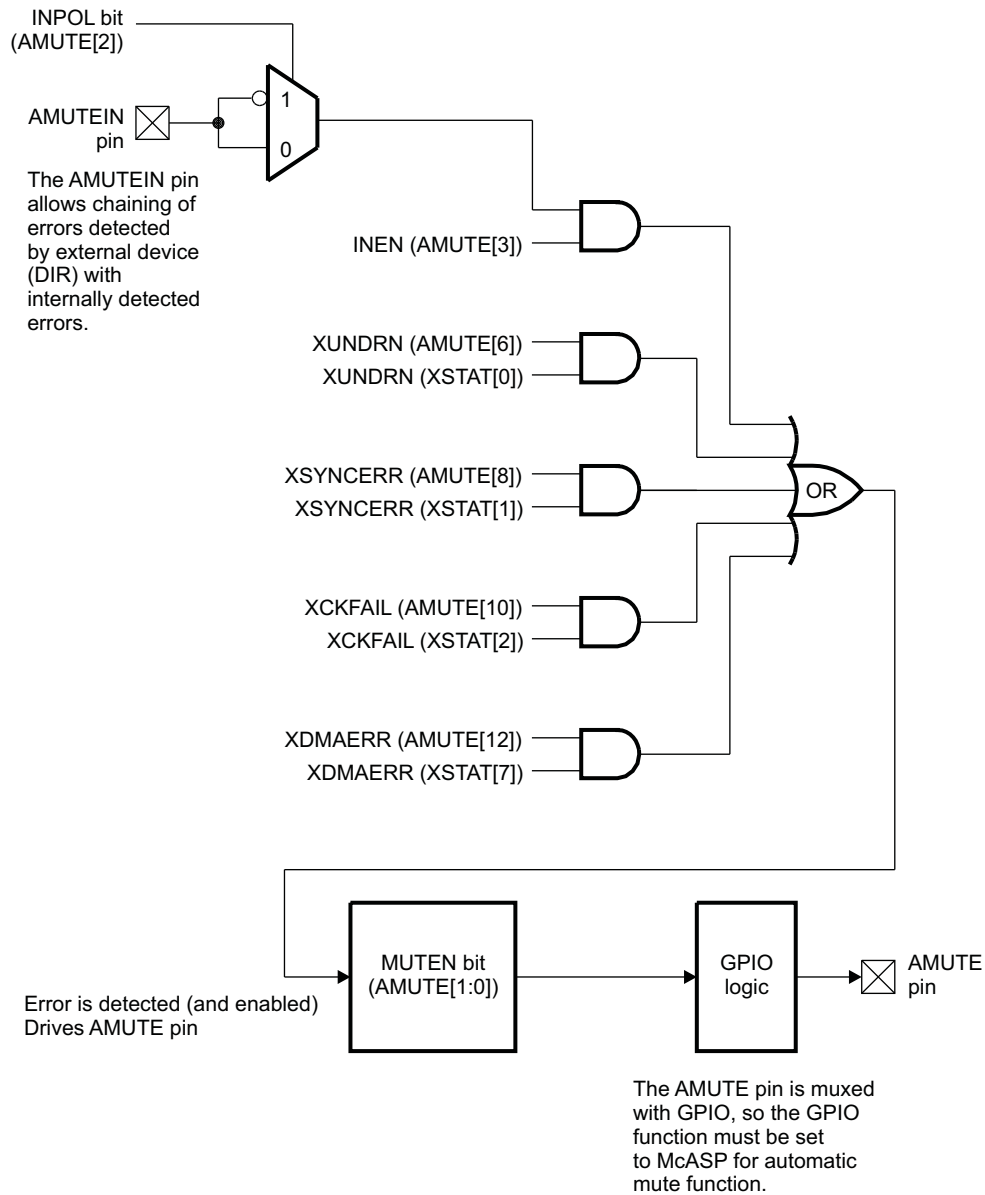 INPOL bit
(AMUTE[2])
1
AMUTEIN
pin
0
The AMUTEIN pin
allows chaining of
errors detected
by external device
(DIR) with
internally detected
errors.
INEN (AMUTE[3])
XUNDRN (AMUTE[6])
XUNDRN (XSTAT[0])
XSYNCERR (AMUTE[8])
XSYNCERR (XSTAT[1])
OR
XCKFAIL (AMUTE[10])
XCKFAIL (XSTAT[2])
XDMAERR (AMUTE[12])
XDMAERR (XSTAT[7])
Error is detected (and enabled)
Drives AMUTE pin
MUTEN bit
(AMUTE[1:0])
GPIO
logic
AMUTE
pin
The AMUTE pin is muxed
with GPIO, so the GPIO
function must be set
to McASP for automatic
mute function.